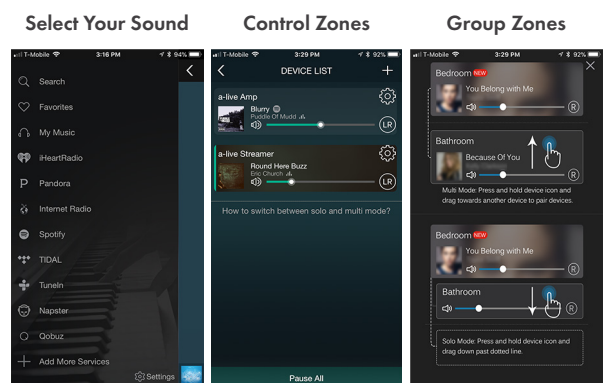 Select Your Sound
Control Zones
Group Zones
T-Mobile 3:16 PM 94%
Search
Favorites
My Music
iHeartRadio
Pandora
Internet Radio
Spotify
TIDAL
TuneIn
Napster
Qobuz
Add More Services
Settings
T-Mobile 3:29 PM 92%
DEVICE LIST
a-live Amp
Blurry
Puddle Of Mudd
LR
a-live Streamer
Round Here Buzz
Eric Church
LR
How to switch between solo and multi mode?
Pause All
T-Mobile 3:29 PM 92%
Bedroom NEW
You Belong with Me
R
Bathroom
Because Of You
R
Multi Mode: Press and hold device icon and
drag towards another device to pair devices.
Bedroom NEW
You Belong with Me
R
Bathroom
R
Solo Mode: Press and hold device icon and
drag down past dotted line.